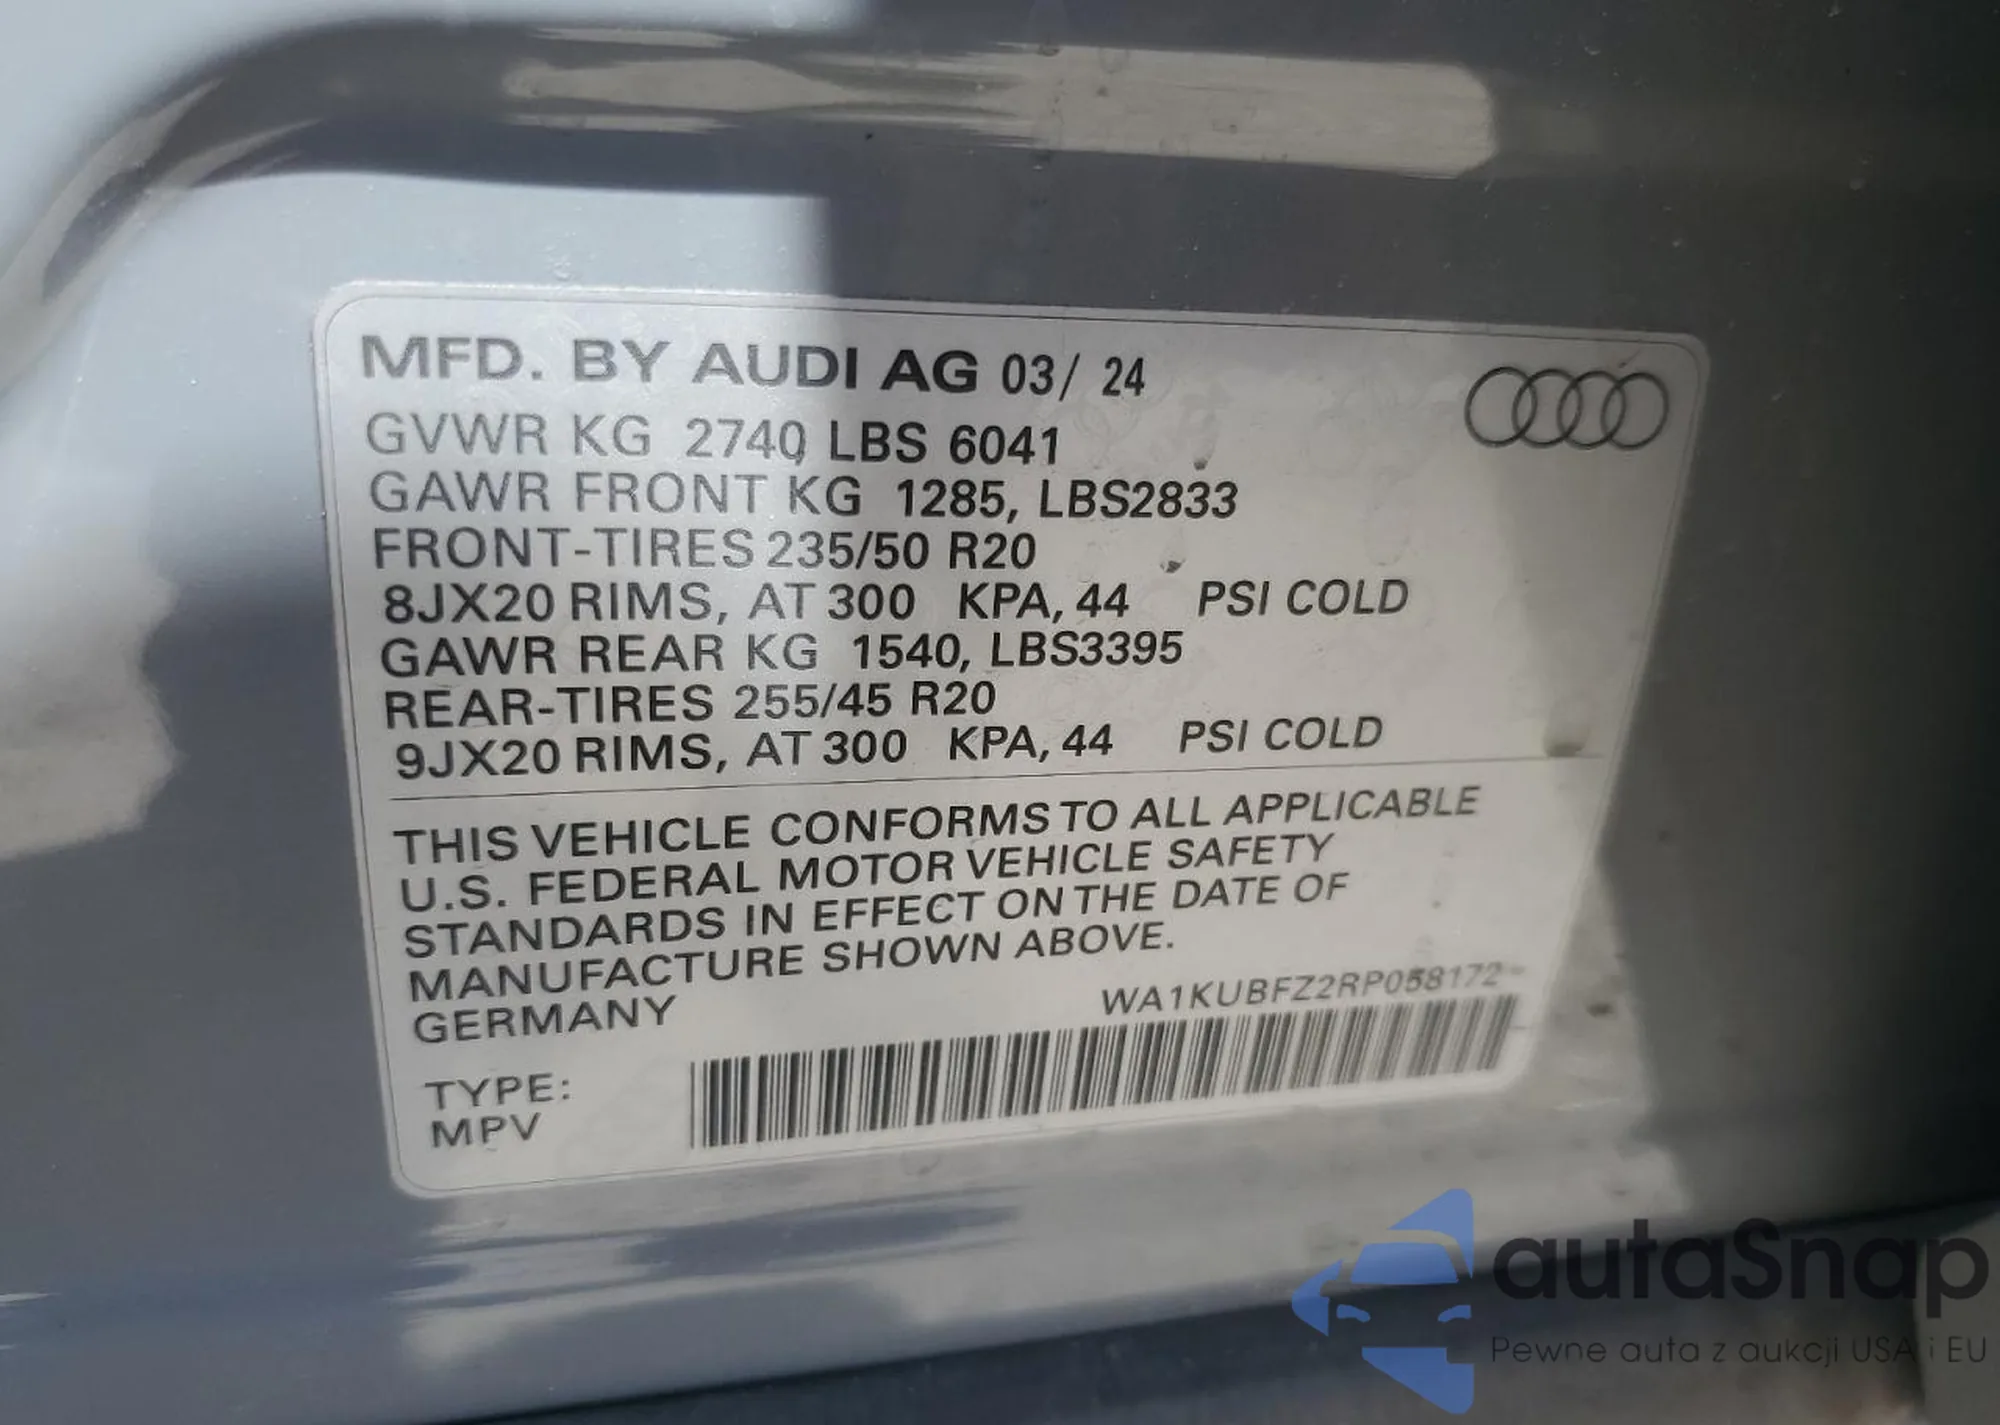 MFD. BY AUDI AG 03/ 24
GVWR KG 2740 LBS 6041
GAWR FRONT KG 1285, LBS2833
FRONT-TIRES 235/50 R20
8JX20 RIMS, AT 300 KPA, 44 PSI COLD
GAWR REAR KG 1540, LBS3395
REAR-TIRES 255/45 R20
9JX20 RIMS, AT 300 KPA, 44 PSI COLD
THIS VEHICLE CONFORMS TO ALL APPLICABLE
U.S. FEDERAL MOTOR VEHICLE SAFETY
STANDARDS IN EFFECT ON THE DATE OF
MANUFACTURE SHOWN ABOVE.
GERMANY
WA1KUBFZ2RP058172
TYPE:
MPV
autaSnap
Pewne auta z aukcji USA i EU